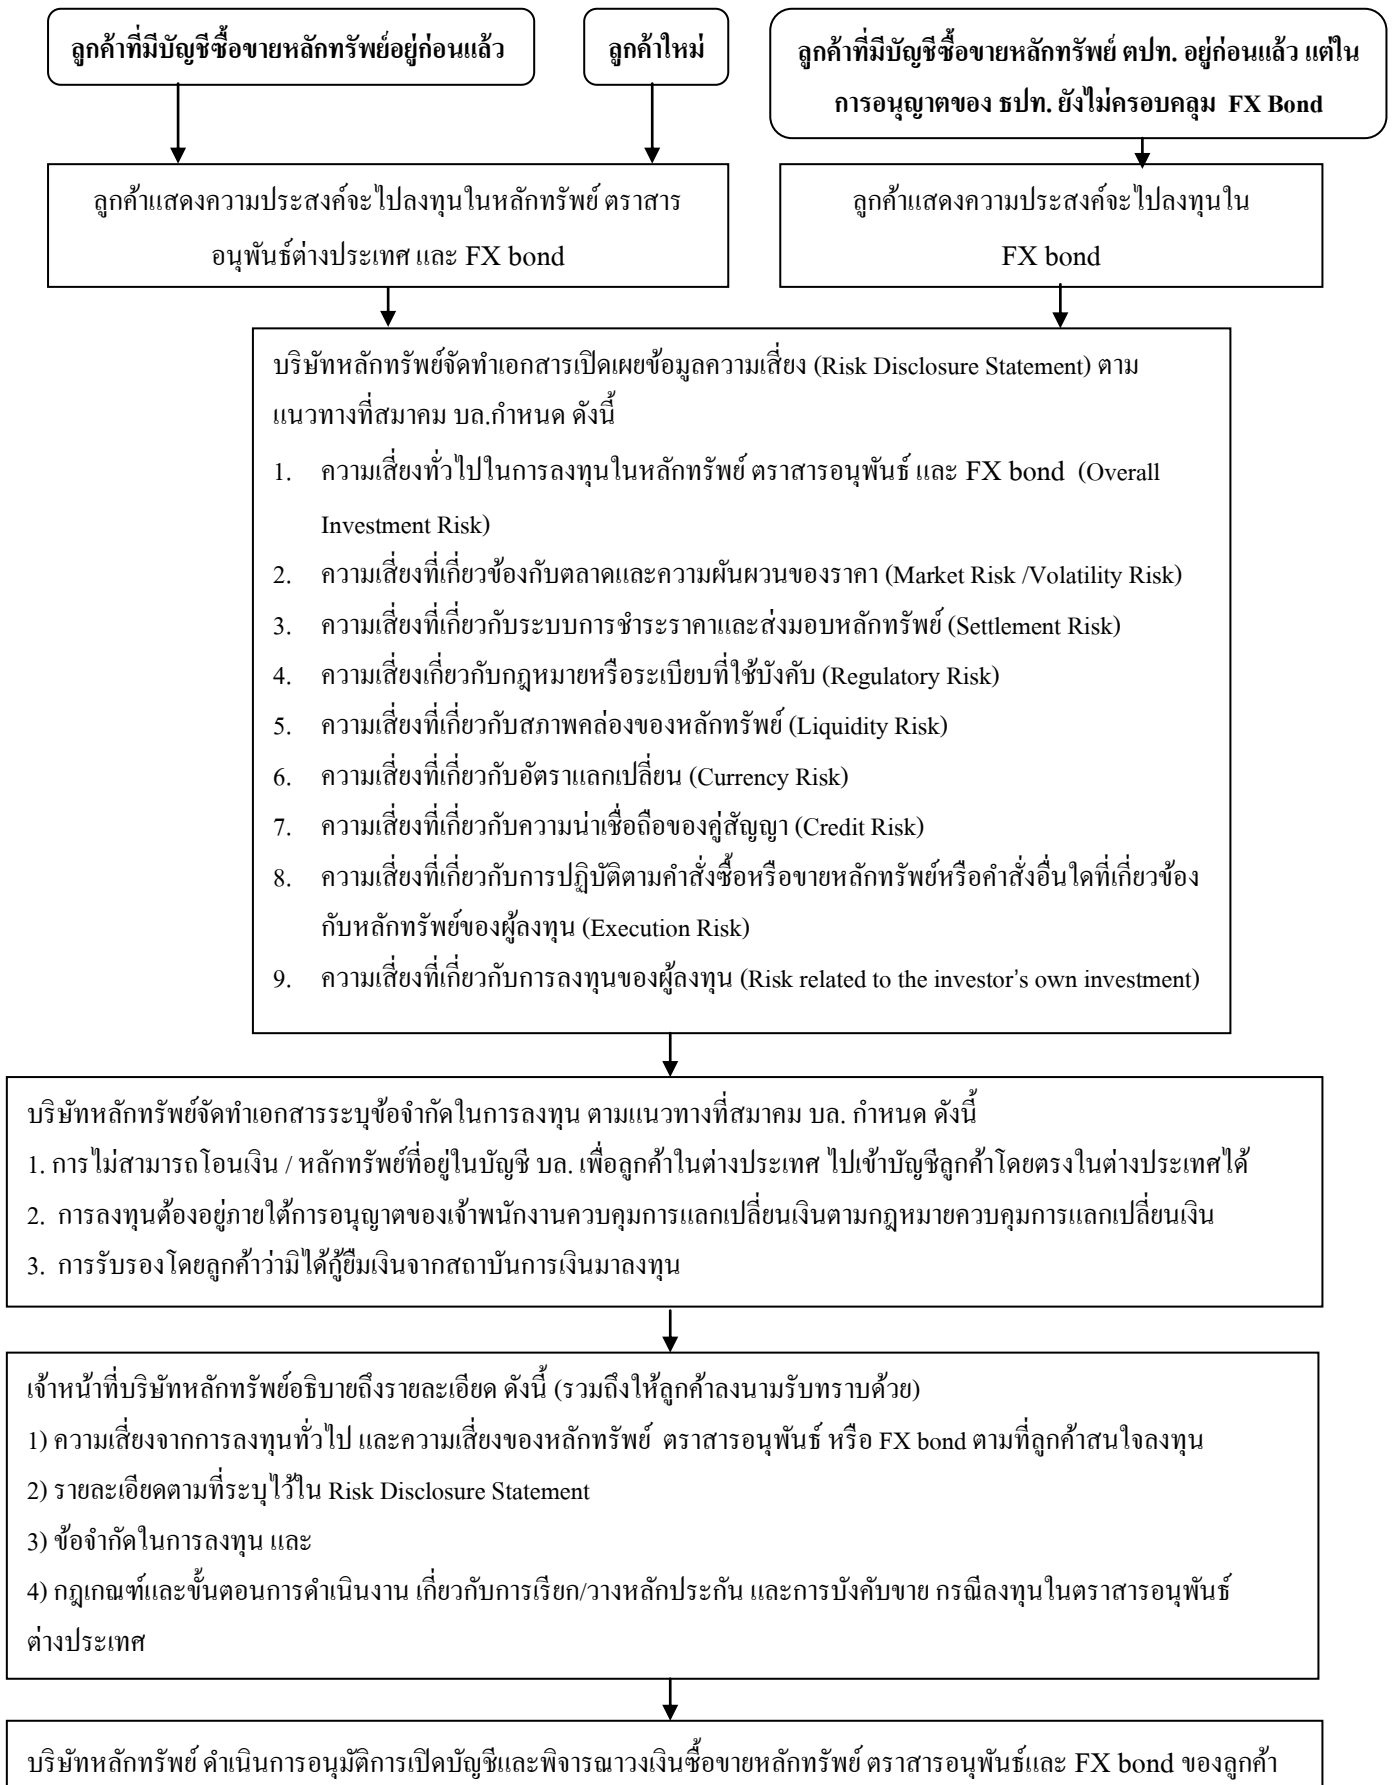 ลูกค้าที่มีบัญชีซื้อขายหลักทรัพย์อยู่ก่อนแล้ว
ลูกค้าใหม่
ลูกค้าที่มีบัญชีซื้อขายหลักทรัพย์ ตปท. อยู่ก่อนแล้ว แต่ใน
การอนุญาตของ ธปท. ยังไม่ครอบคลุม FX Bond
ลูกค้าแสดงความประสงค์จะไปลงทุนในหลักทรัพย์ ตราสาร
อนุพันธ์ต่างประเทศ และ FX bond
ลูกค้าแสดงความประสงค์จะไปลงทุนใน
FX bond
บริษัทหลักทรัพย์จัดทำเอกสารเปิดเผยข้อมูลความเสี่ยง (Risk Disclosure Statement) ตาม
แนวทางที่สมาคม บล.กำหนด ดังนี้
1. ความเสี่ยงทั่วไปในการลงทุนในหลักทรัพย์ ตราสารอนุพันธ์ และ FX bond (Overall
Investment Risk)
2. ความเสี่ยงที่เกี่ยวข้องกับตลาดและความผันผวนของราคา (Market Risk /Volatility Risk)
3. ความเสี่ยงที่เกี่ยวกับระบบการชำระราคาและส่งมอบหลักทรัพย์ (Settlement Risk)
4. ความเสี่ยงเกี่ยวกับกฎหมายหรือระเบียบที่ใช้บังคับ (Regulatory Risk)
5. ความเสี่ยงที่เกี่ยวกับสภาพคล่องของหลักทรัพย์ (Liquidity Risk)
6. ความเสี่ยงที่เกี่ยวกับอัตราแลกเปลี่ยน (Currency Risk)
7. ความเสี่ยงที่เกี่ยวกับความน่าเชื่อถือของคู่สัญญา (Credit Risk)
8. ความเสี่ยงที่เกี่ยวกับการปฏิบัติตามคำสั่งซื้อหรือขายหลักทรัพย์หรือคำสั่งอื่นใดที่เกี่ยวข้อง
กับหลักทรัพย์ของผู้ลงทุน (Execution Risk)
9. ความเสี่ยงที่เกี่ยวกับการลงทุนของผู้ลงทุน (Risk related to the investor's own investment)
บริษัทหลักทรัพย์จัดทำเอกสารระบุข้อจำกัดในการลงทุน ตามแนวทางที่สมาคม บล. กำหนด ดังนี้
1. การไม่สามารถโอนเงิน / หลักทรัพย์ที่อยู่ในบัญชี บล. เพื่อลูกค้าในต่างประเทศ ไปเข้าบัญชีลูกค้าโดยตรงในต่างประเทศได้
2. การลงทุนต้องอยู่ภายใต้การอนุญาตของเจ้าพนักงานควบคุมการแลกเปลี่ยนเงินตามกฎหมายควบคุมการแลกเปลี่ยนเงิน
3. การรับรองโดยลูกค้าว่ามิได้กู้ยืมเงินจากสถาบันการเงินมาลงทุน
เจ้าหน้าที่บริษัทหลักทรัพย์อธิบายถึงรายละเอียด ดังนี้ (รวมถึงให้ลูกค้าลงนามรับทราบด้วย)
1) ความเสี่ยงจากการลงทุนทั่วไป และความเสี่ยงของหลักทรัพย์ ตราสารอนุพันธ์ หรือ FX bond ตามที่ลูกค้าสนใจลงทุน
2) รายละเอียดตามที่ระบุไว้ใน Risk Disclosure Statement
3) ข้อจำกัดในการลงทุน และ
4) กฎเกณฑ์และขั้นตอนการดำเนินงาน เกี่ยวกับการเรียก/วางหลักประกัน และการบังคับขาย กรณีลงทุนในตราสารอนุพันธ์
ต่างประเทศ
บริษัทหลักทรัพย์ ดำเนินการอนุมัติการเปิดบัญชีและพิจารณาวงเงินซื้อขายหลักทรัพย์ ตราสารอนุพันธ์และ FX bond ของลูกค้า